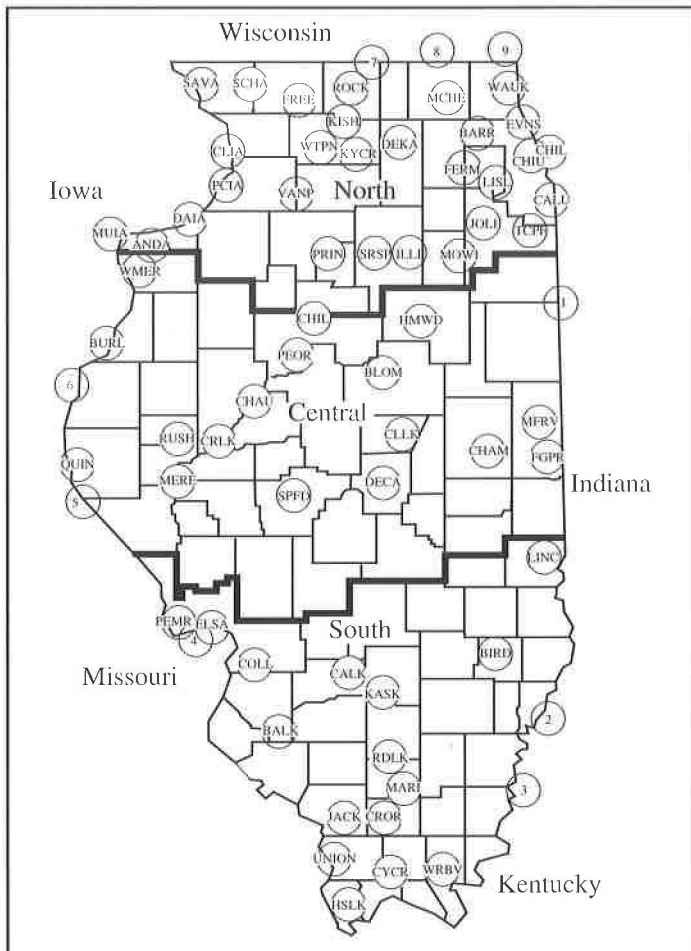 Wisconsin
7
8
9
SAVA
SCHA
FREE
ROCK
MCHE
WAUK
KISH
EVNS
CLIA
WTPN
KYCR
DEKA
BARR
CHIU
CHIL
PCIA
VANP
North
FERM
LISL
Iowa
CALU
DAIA
MUIA
ANDA
JOLI
TCPF
WMER
PRIN
SRSP
ILLI
MOWI
1
CHIL
HMWD
BURL
PEOR
BLOM
6
CHAU
Central
MFRV
RUSH
CRLK
CLLK
CHAM
FGPR
QUIN
MERE
SPFD
DECA
Indiana
5
LINC
PEMR
ELSA
4
South
Missouri
COLL
CALK
BIRD
KASK
2
BALK
RDLK
MARI
3
JACK
CROR
UNION
CYCR
WRBV
Kentucky
HSLK